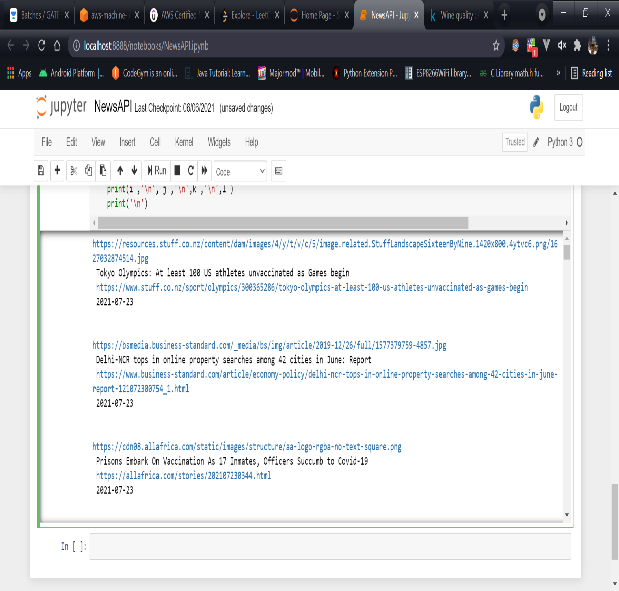 Batches / GATI
aws-machine-
AWS Certified
Explore - Leet
Home Page - S
NewsAPI - Jup
Wine quality
localhost:8888/notebooks/NewsAPI.ipynb
Apps
Android Platform |...
CodeGym is an onli...
Java Tutorial: Learn...
Majormod™ | Mobil...
Python Extension P...
ESP8266WiFi library...
C Library math.h fu...
»
Reading list
jupyter NewsAPI Last Checkpoint: 08/06/2021 (unsaved changes)
Logout
File Edit View Insert Cell Kernel Widgets Help
Trusted
Python 3
Run
Code
print(i ,'\n', j ,'\n',k ,'\n',l )
print('\n')
https://resources.stuff.co.nz/content/dam/images/4/y/t/v/c/6/image.related.StuffLandscapeSixteenByNine.1420x800.4ytvc6.png/16
27032874514.jpg
Tokyo Olympics: At least 100 US athletes unvaccinated as Games begin
https://www.stuff.co.nz/sport/olympics/300365286/tokyo-olympics-at-least-100-us-athletes-unvaccinated-as-games-begin
2021-07-23
https://bsmedia.business-standard.com/_media/bs/img/article/2019-12/26/full/1577379759-4857.jpg
Delhi-NCR tops in online property searches among 42 cities in June: Report
https://www.business-standard.com/article/economy-policy/delhi-ncr-tops-in-online-property-searches-among-42-cities-in-june-
report-121072300754_1.html
2021-07-23
https://cdn08.allafrica.com/static/images/structure/aa-logo-rgba-no-text-square.png
Prisons Embark On Vaccination As 17 Inmates, Officers Succumb to Covid-19
https://allafrica.com/stories/202107230544.html
2021-07-23
In [ ]: